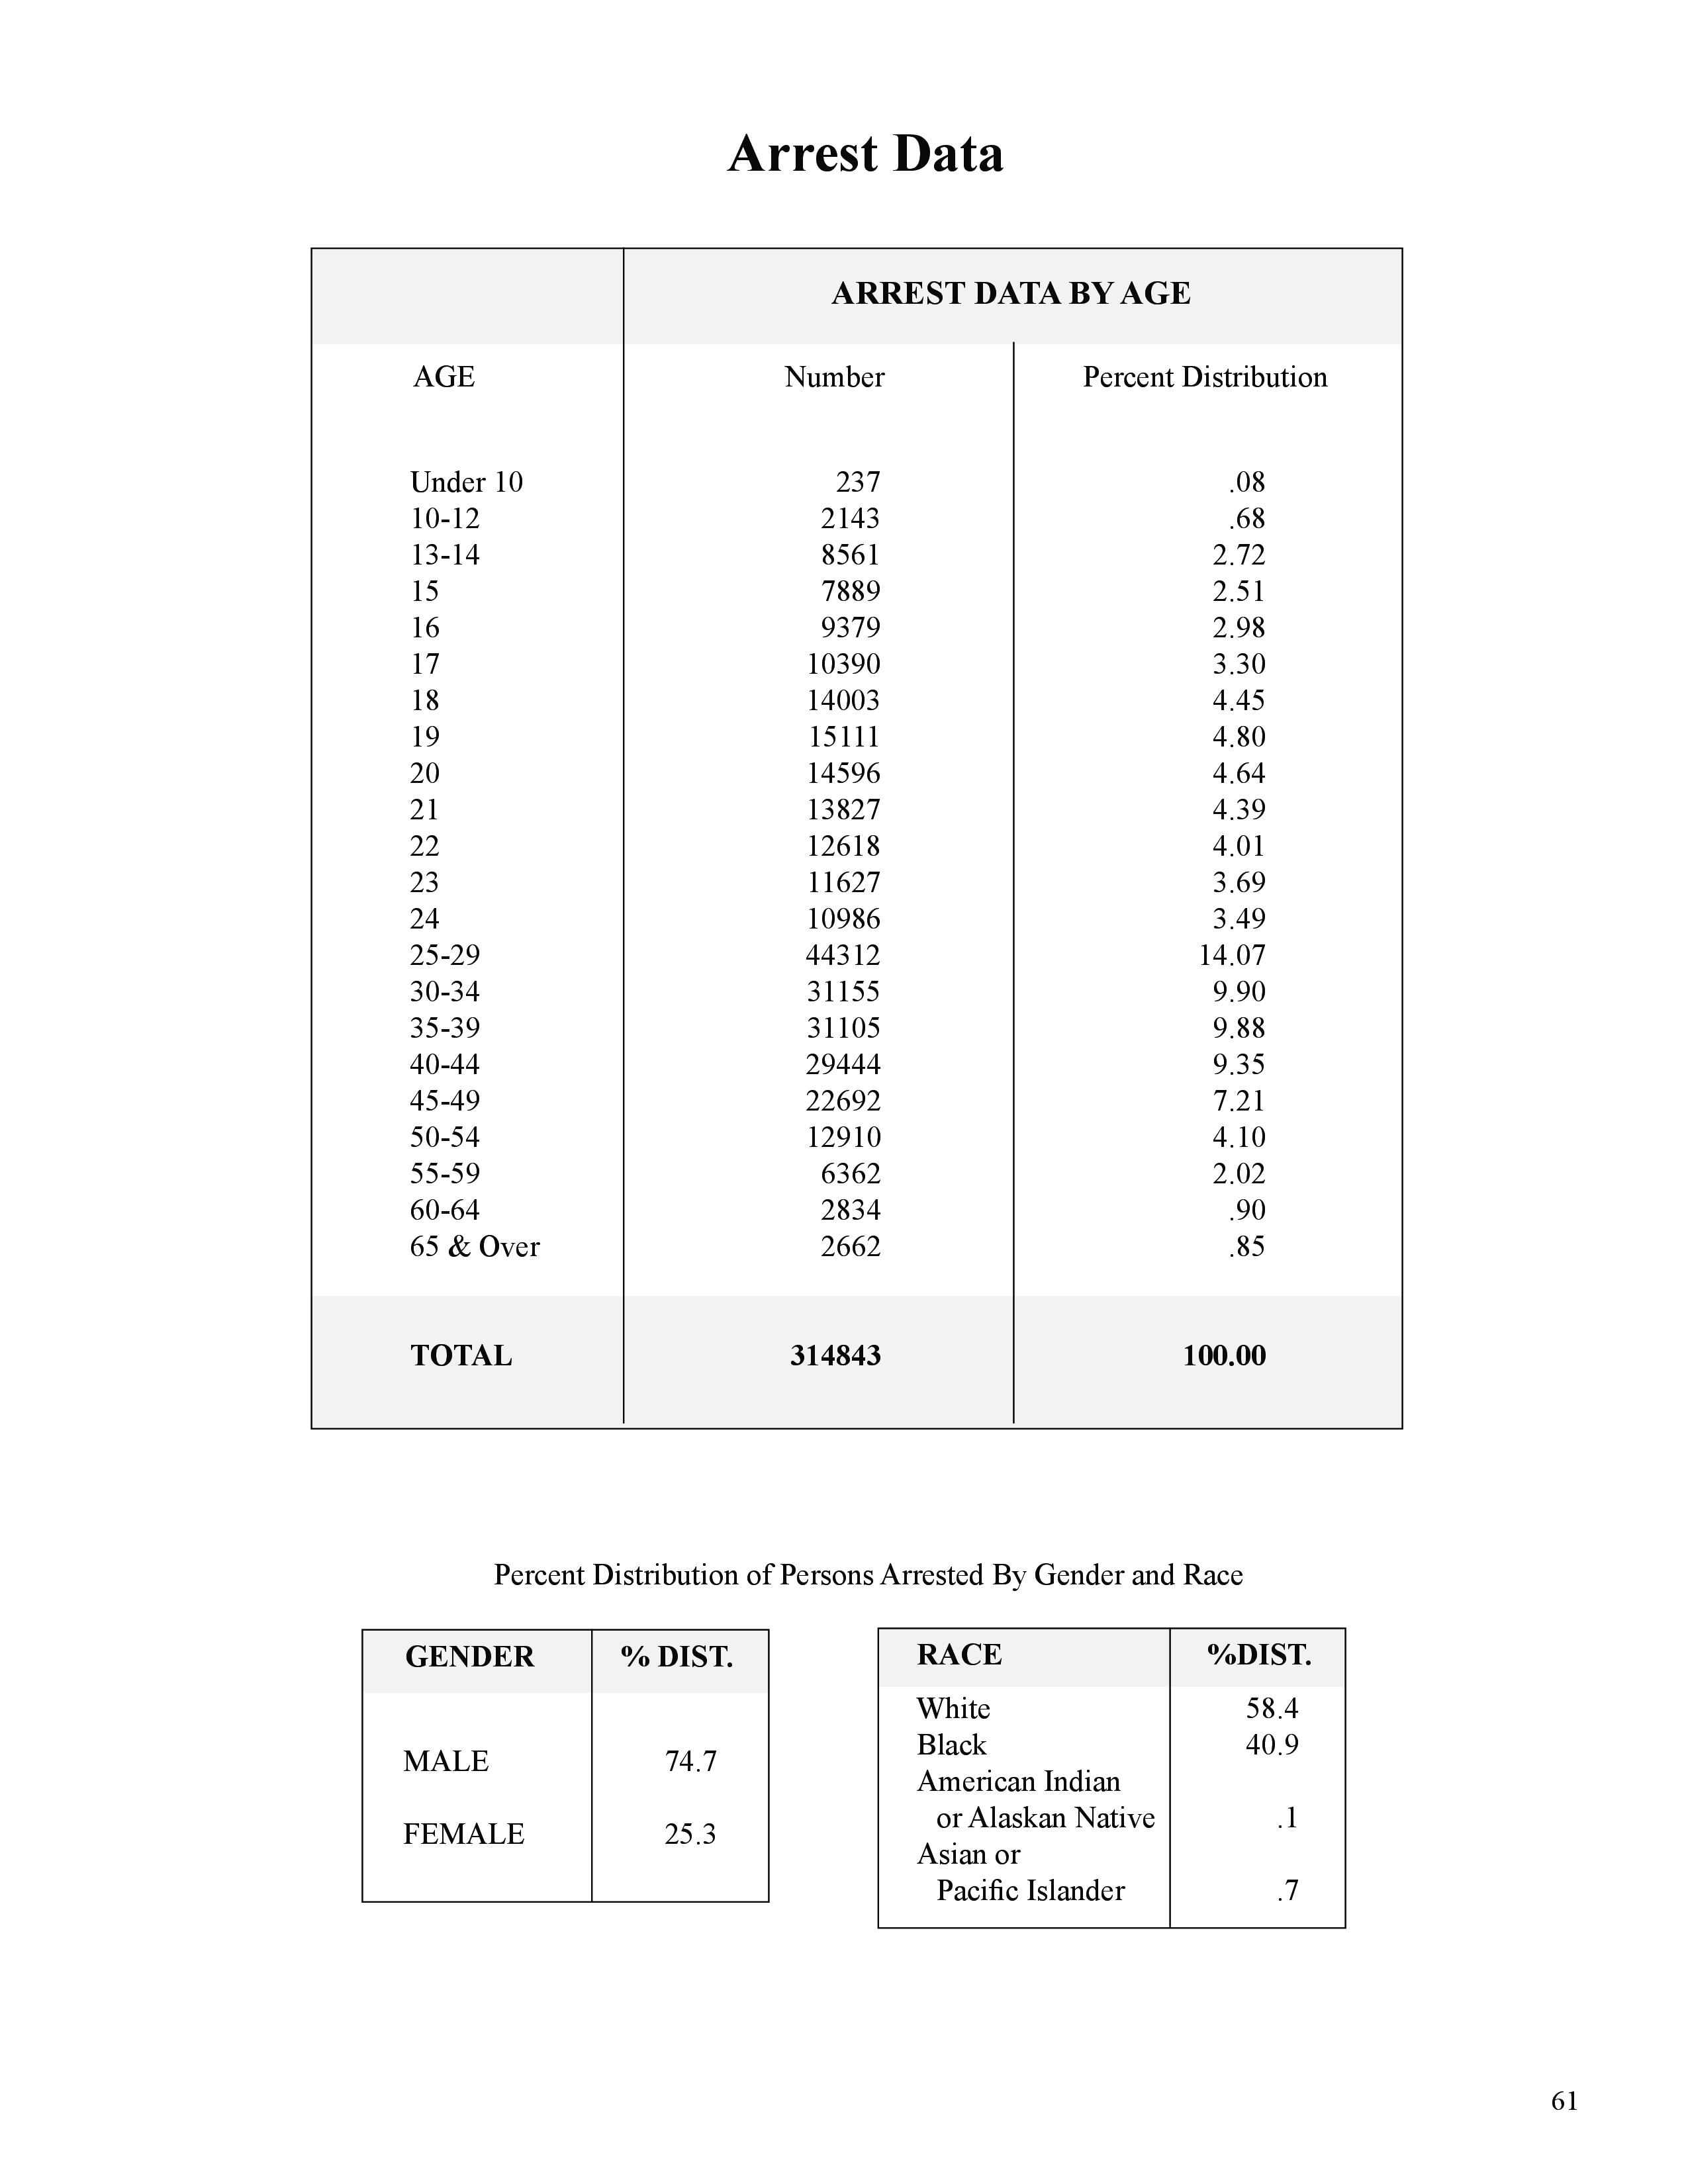 Arrest Data
ARREST DATA BY AGE
AGE Number Percent Distribution
Under 10 237 .08
10-12 2143 .68
13-14 8561 2.72
15 7889 2.51
16 9379 2.98
17 10390 3.30
18 14003 4.45
19 15111 4.80
20 14596 4.64
21 13827 4.39
22 12618 4.01
23 11627 3.69
24 10986 3.49
25-29 44312 14.07
30-34 31155 9.90
35-39 31105 9.88
40-44 29444 9.35
45-49 22692 7.21
50-54 12910 4.10
55-59 6362 2.02
60-64 2834 .90
65 & Over 2662 .85
TOTAL 314843 100.00
Percent Distribution of Persons Arrested By Gender and Race
GENDER % DIST.
MALE 74.7
FEMALE 25.3
RACE %DIST.
White 58.4
Black 40.9
American Indian
or Alaskan Native .1
Asian or
Pacific Islander .7
61